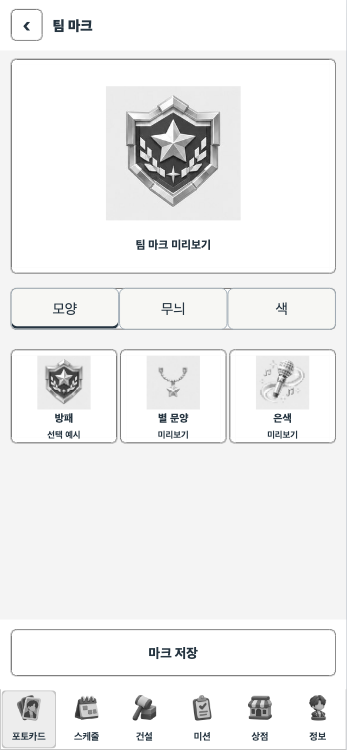 팀 마크
팀 마크 미리보기
모양
무늬
색
방패
선택 예시
별 문양
미리보기
은색
미리보기
마크 저장
포토카드
스케줄
건설
미션
상점
정보